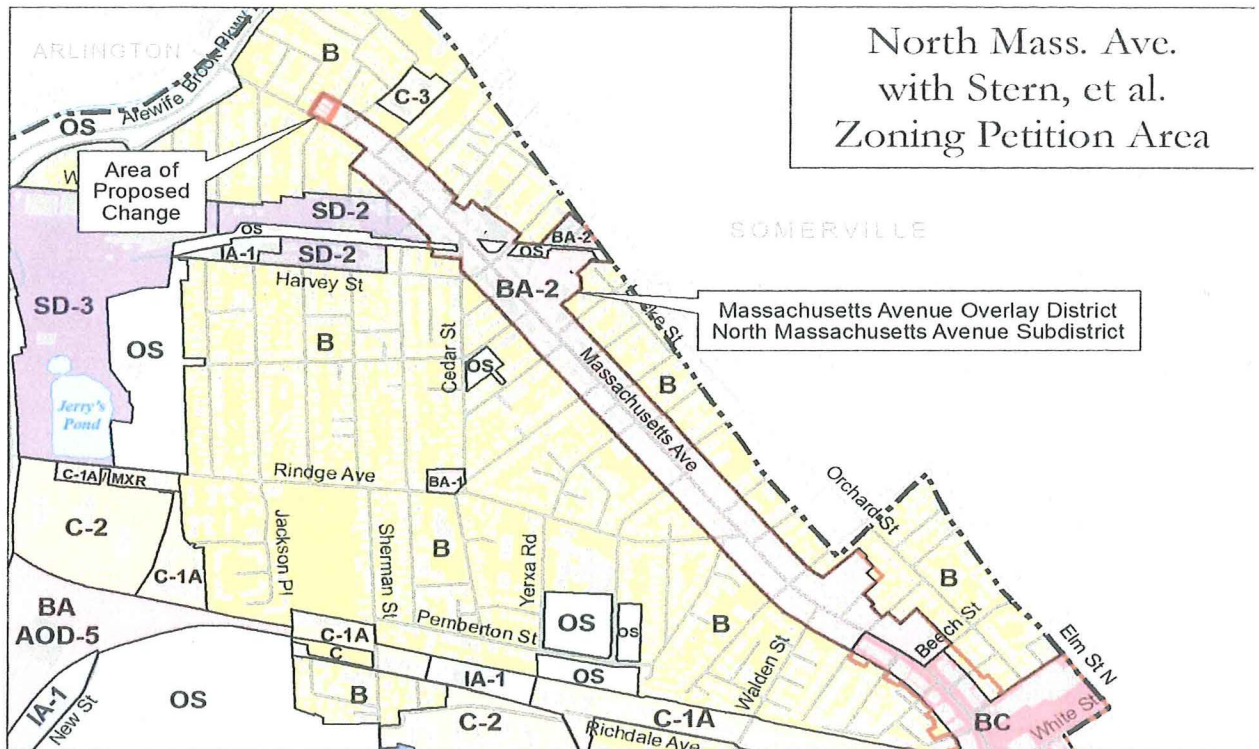 North Mass. Ave.
with Stern, et al.
Zoning Petition Area
ARLINGTON
Alewife Brook Pkwy
B
C-3
OS
Area of
Proposed
Change
W
SD-2
OS
BA-2
SOMERVILLE
IA-1
SD-2
OS
Harvey St
BA-2
SD-3
Massachusetts Avenue Overlay District
North Massachusetts Avenue Subdistrict
OS
B
Cedar St
OS
Massachusetts Ave
B
Jerry's
Pond
Rindge Ave
C-1A
MXR
BA-1
Orchard St
C-2
Jackson Pl
Sherman St
B
Yerxa Rd
B
C-1A
BA
AOD-5
Pemberton St
OS
OS
B
Walden St
Beech St
Elm St N
C-1A
C
IA-1
New St
OS
B
IA-1
OS
C-2
C-1A
Richdale Ave
BC
White St